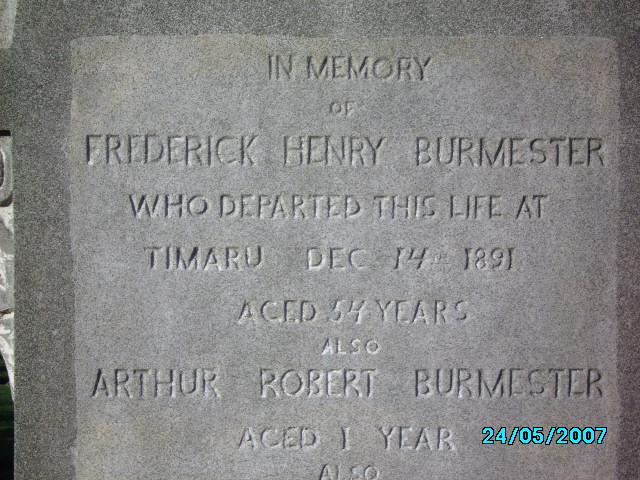 IN MEMORY
OF
FREDERICK HENRY BURMESTER
WHO DEPARTED THIS LIFE AT
TIMARU DEC 14TH 1891
AGED 54 YEARS
ALSO
ARTHUR ROBERT BURMESTER
AGED 1 YEAR
24/05/2007
ALSO